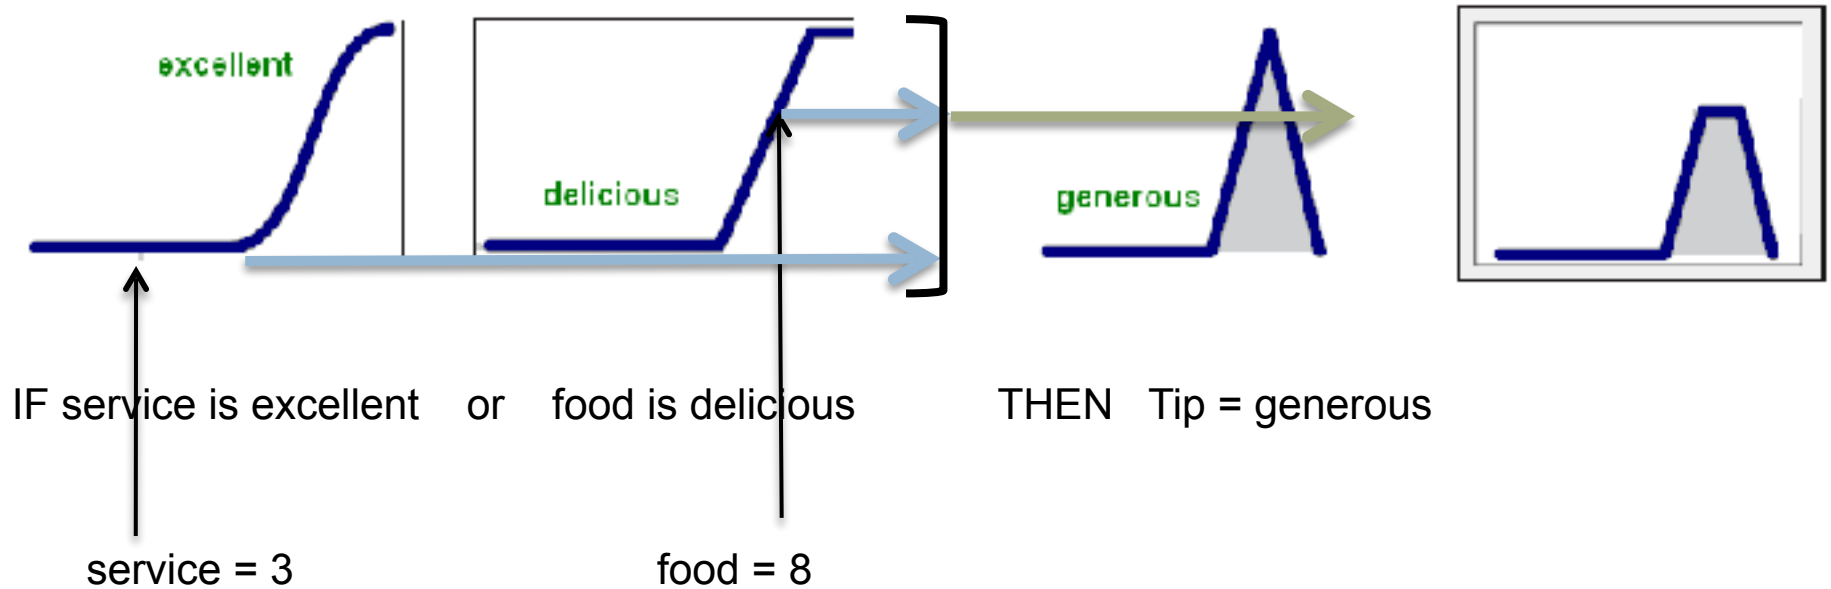 excellent
delicious
generous
IF service is excellent or food is delicious THEN Tip = generous
service = 3 food = 8